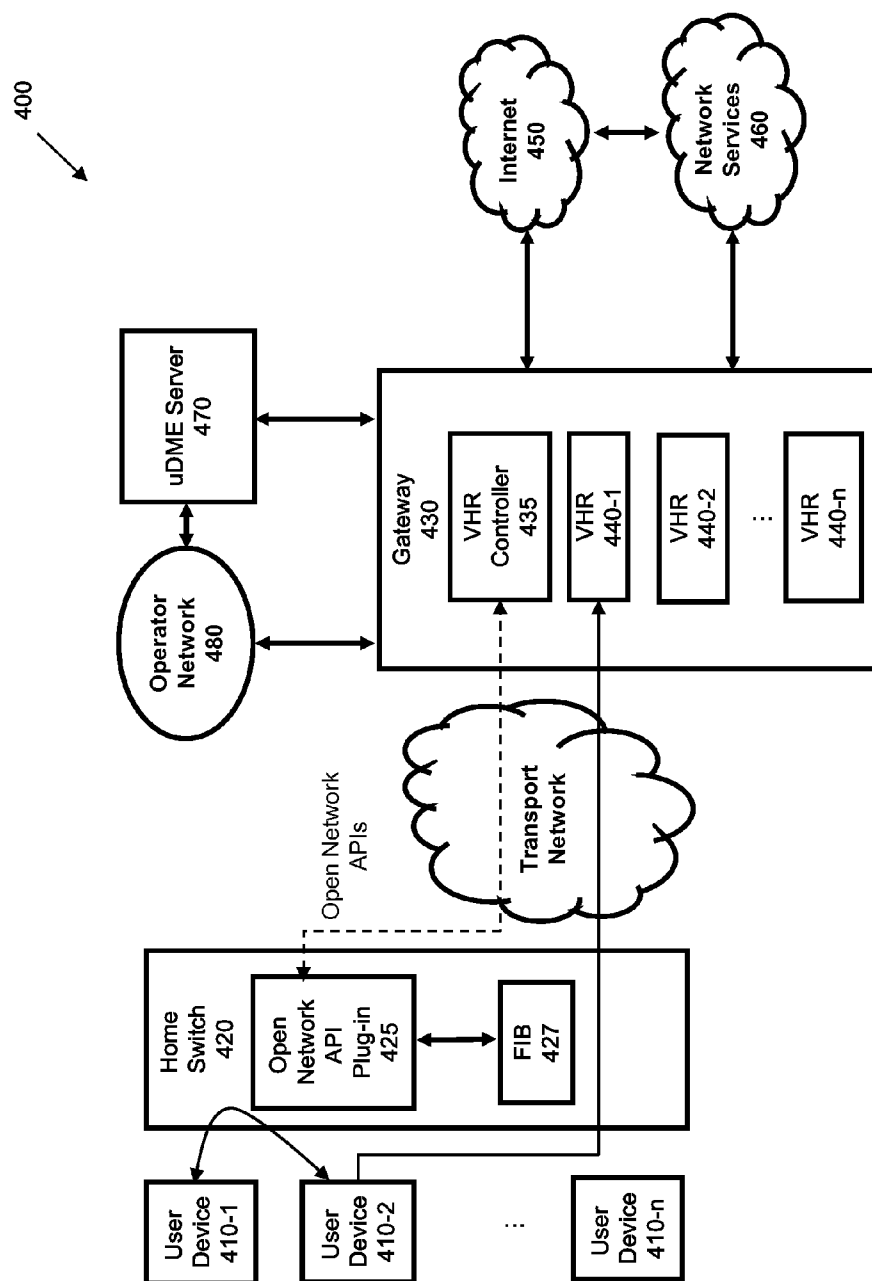 400
User
Device
410-1
User
Device
410-2
...
User
Device
410-n
Home
Switch
420
Open
Network
API
Plug-in
425
FIB
427
Open Network
APIs
Transport
Network
Operator
Network
480
uDME Server
470
Gateway
430
VHR
Controller
435
VHR
440-1
VHR
440-2
...
VHR
440-n
Internet
450
Network
Services
460